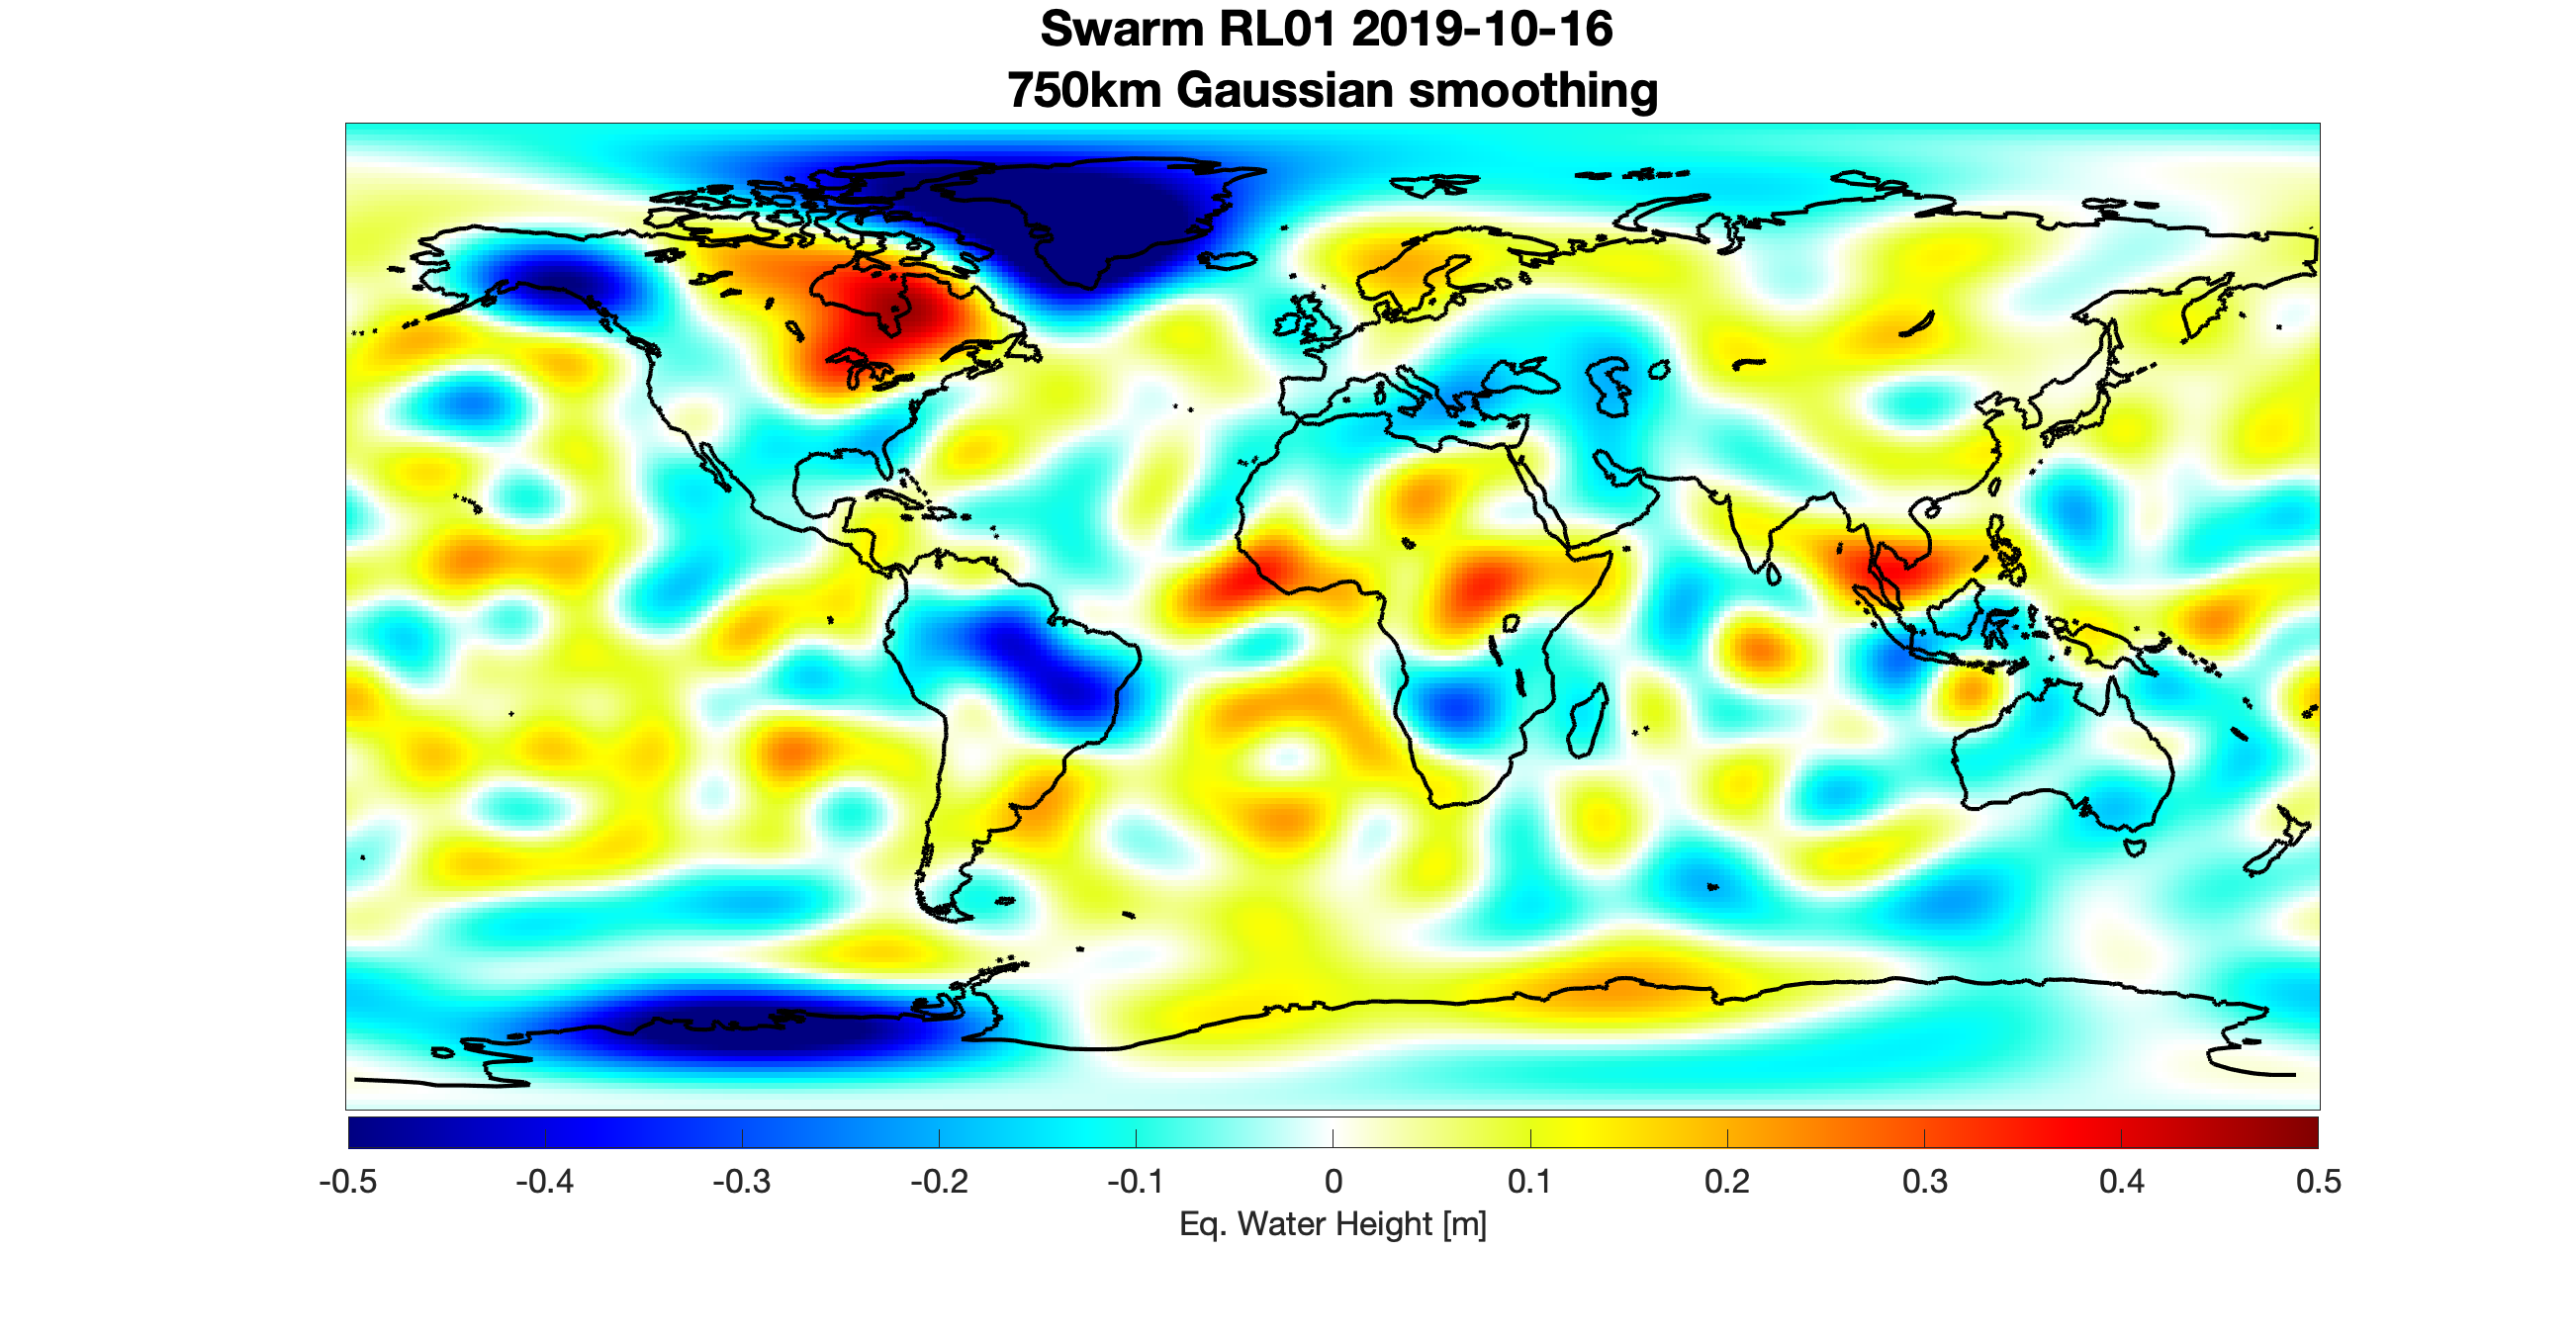 Swarm RL01 2019-10-16
750km Gaussian smoothing
-0.5 -0.4 -0.3 -0.2 -0.1 0 0.1 0.2 0.3 0.4 0.5
Eq. Water Height [m]